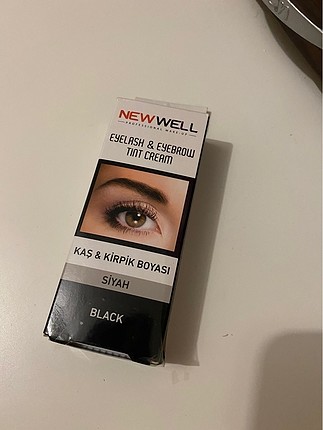 NEW WELL
PROFESSIONAL MAKE-UP
EYELASH & EYEBROW
TINT CREAM
KAŞ & KİRPİK BOYASI
SİYAH
BLACK